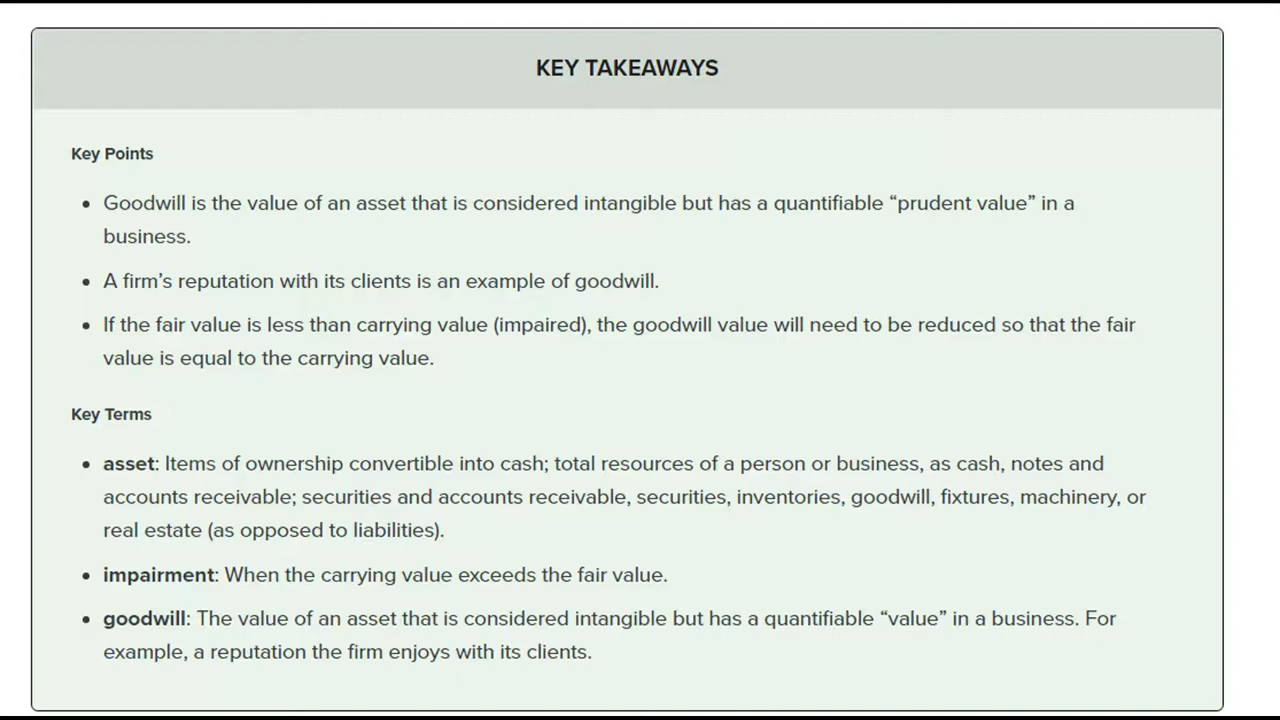 KEY TAKEAWAYS
Key Points
• Goodwill is the value of an asset that is considered intangible but has a quantifiable “prudent value” in a
business.
• A firm’s reputation with its clients is an example of goodwill.
• If the fair value is less than carrying value (impaired), the goodwill value will need to be reduced so that the fair
value is equal to the carrying value.
Key Terms
• asset: Items of ownership convertible into cash; total resources of a person or business, as cash, notes and
accounts receivable; securities and accounts receivable, securities, inventories, goodwill, fixtures, machinery, or
real estate (as opposed to liabilities).
• impairment: When the carrying value exceeds the fair value.
• goodwill: The value of an asset that is considered intangible but has a quantifiable “value” in a business. For
example, a reputation the firm enjoys with its clients.